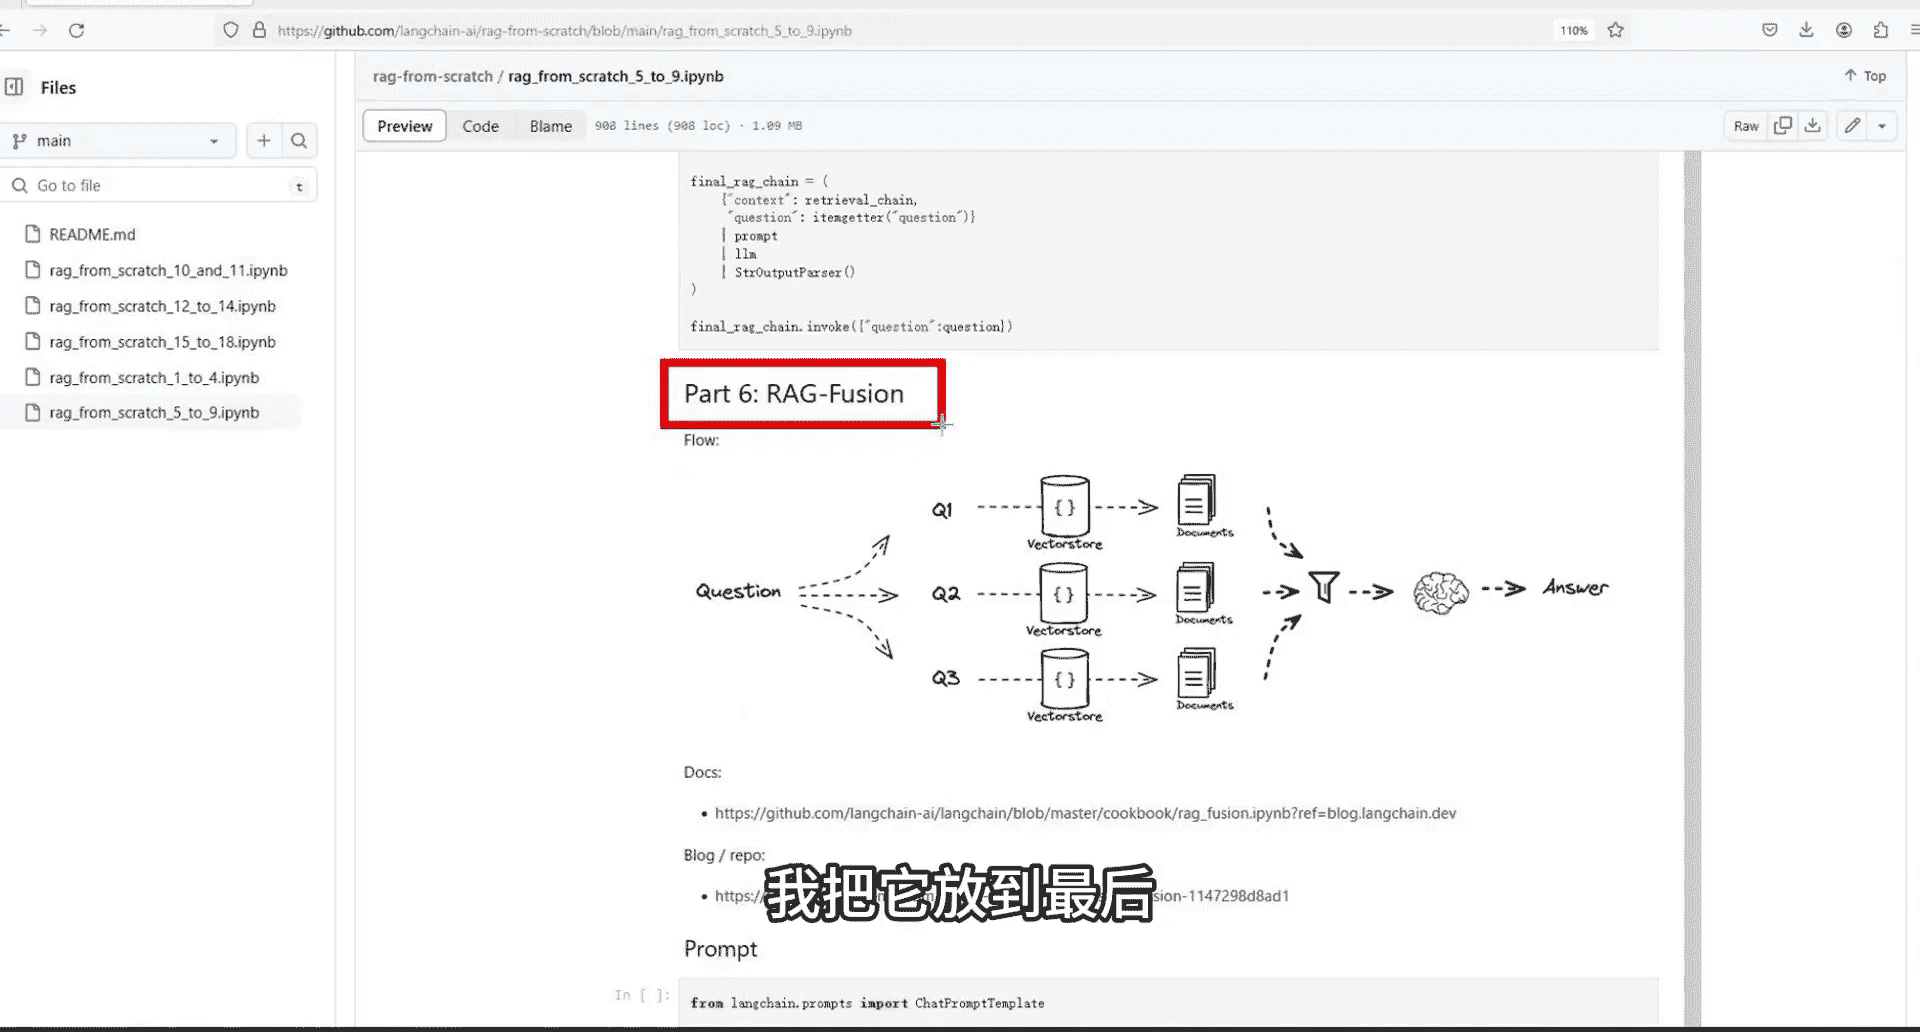 https://github.com/langchain-ai/rag-from-scratch/blob/main/rag_from_scratch_5_to_9.ipynb
110%
Files
main
Go to file
t
README.md
rag_from_scratch_10_and_11.ipynb
rag_from_scratch_12_to_14.ipynb
rag_from_scratch_15_to_18.ipynb
rag_from_scratch_1_to_4.ipynb
rag_from_scratch_5_to_9.ipynb
rag-from-scratch / rag_from_scratch_5_to_9.ipynb
Top
Preview
Code
Blame
908 lines (908 loc) · 1.09 MB
Raw
final_rag_chain = (
{"context": retrieval_chain,
"question": itemgetter("question")}
| prompt
| llm
| StrOutputParser()
)
final_rag_chain.invoke({"question":question})
Part 6: RAG-Fusion
Flow:
Question
Q1
Vectorstore
Documents
Q2
Vectorstore
Documents
Q3
Vectorstore
Documents
Answer
Docs:
• https://github.com/langchain-ai/langchain/blob/master/cookbook/rag_fusion.ipynb?ref=blog.langchain.dev
Blog / repo:
我把它放到最后
Prompt
In [ ]:
from langchain.prompts import ChatPromptTemplate